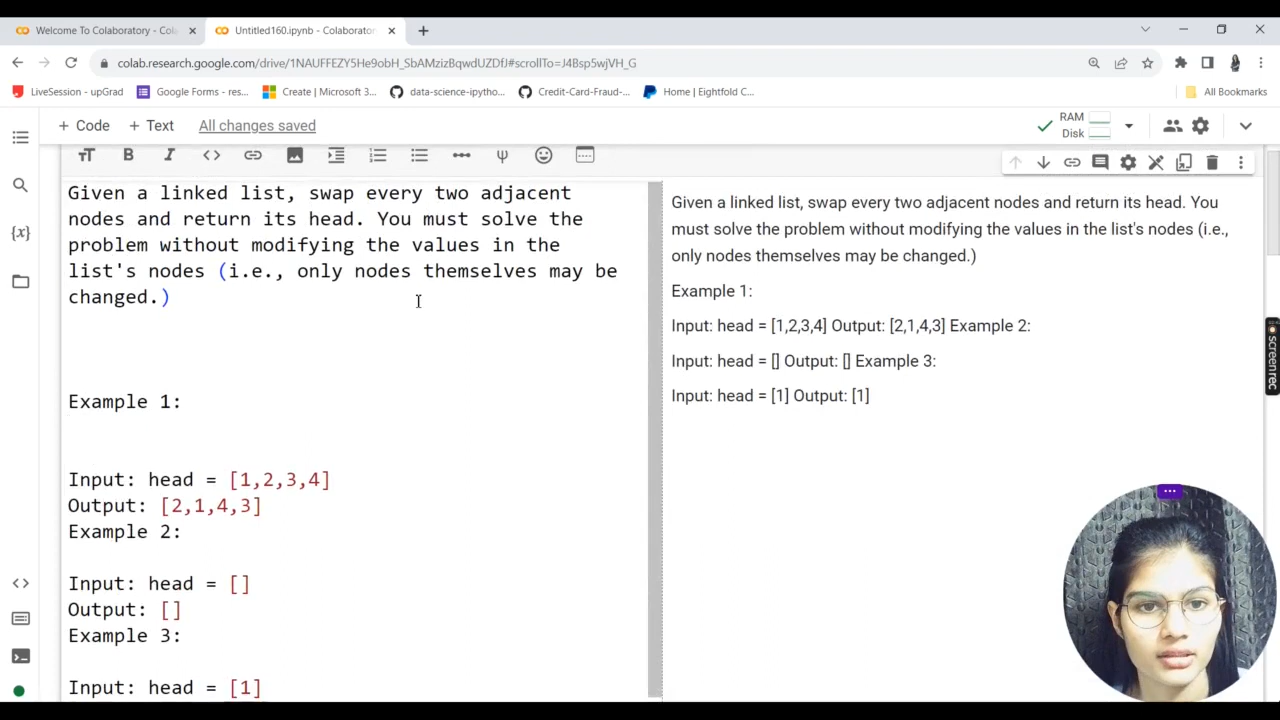 Welcome To Colaboratory - Col
Untitled160.ipynb - Colaborator
colab.research.google.com/drive/1NAUFFEZY5He9obH_SbAMzizBqwdUZDfJ#scrollTo=J4Bsp5wjVH_G
LiveSession - upGrad
Google Forms - res...
Create | Microsoft 3...
data-science-ipytho...
Credit-Card-Fraud-...
Home | Eightfold C...
All Bookmarks
+ Code
+ Text
All changes saved
RAM
Disk
Given a linked list, swap every two adjacent
nodes and return its head. You must solve the
problem without modifying the values in the
list's nodes (i.e., only nodes themselves may be
changed.)
Example 1:
Input: head = [1,2,3,4]
Output: [2,1,4,3]
Example 2:
Input: head = []
Output: []
Example 3:
Input: head = [1]
Given a linked list, swap every two adjacent nodes and return its head. You
must solve the problem without modifying the values in the list's nodes (i.e.,
only nodes themselves may be changed.)
Example 1:
Input: head = [1,2,3,4] Output: [2,1,4,3] Example 2:
Input: head = [] Output: [] Example 3:
Input: head = [1] Output: [1]
screenrec